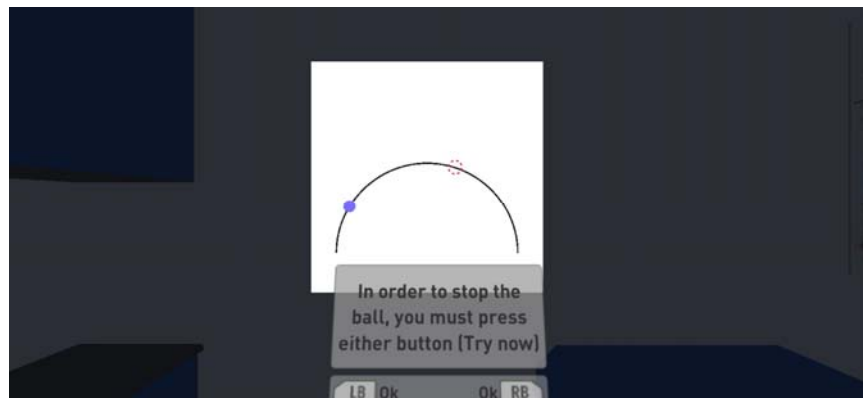 In order to stop the
ball, you must press
either button (Try now)
LB Ok Ok RB